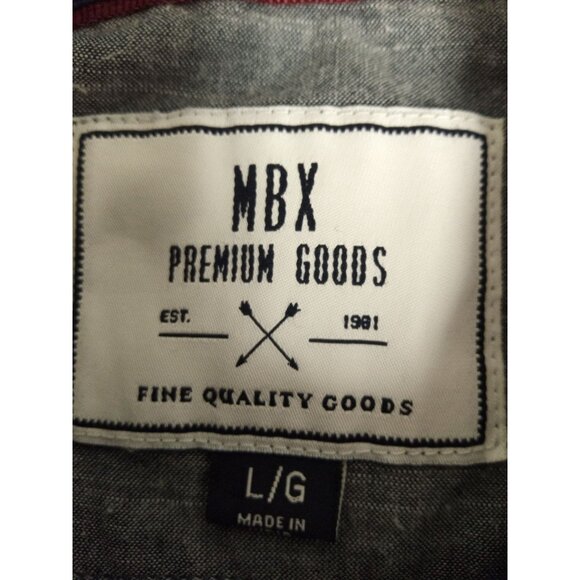 MBX
PREMIUM GOODS
EST. 1981
FINE QUALITY GOODS
L/G
MADE IN